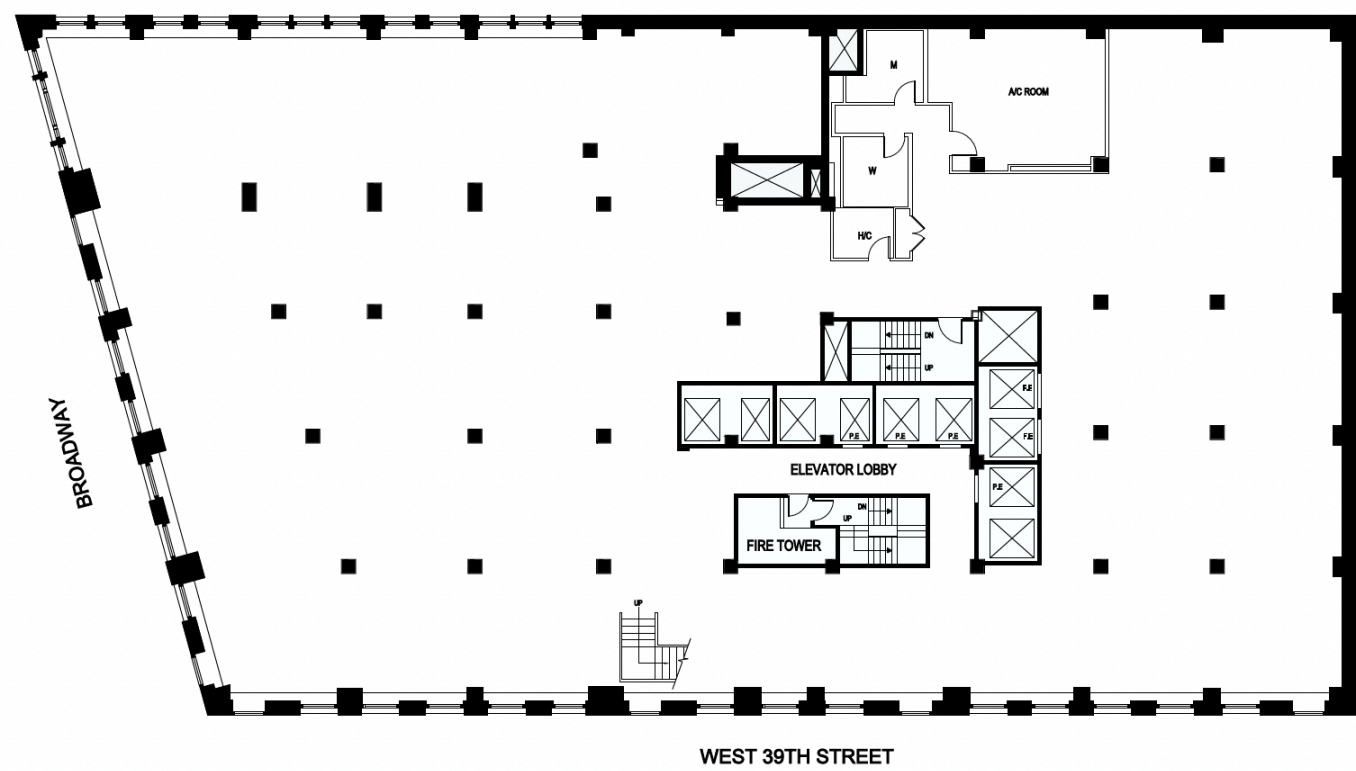 M
A/C ROOM
W
H/C
DN
UP
F.E
P.E
P.E
P.E
F.E
ELEVATOR LOBBY
P.E
DN
UP
FIRE TOWER
UP
BROADWAY
WEST 39TH STREET